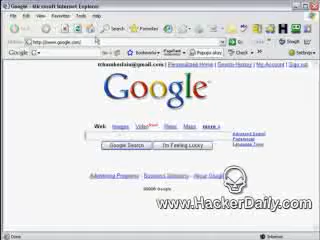 Google - Microsoft Internet Explorer
File Edit View Favorites Tools Help
Search Favorites
http://www.google.com/
Google Bookmarks PageRank Popups okay
Personalized Home | Search History | My Account | Sign out
Google
Web Images Video New! News Maps more »
Advanced Search
Preferences
Language Tools
Google Search I'm Feeling Lucky
Advertising Programs - Business Solutions - About Google
©2006 Google
www.HackerDaily.com
Internet